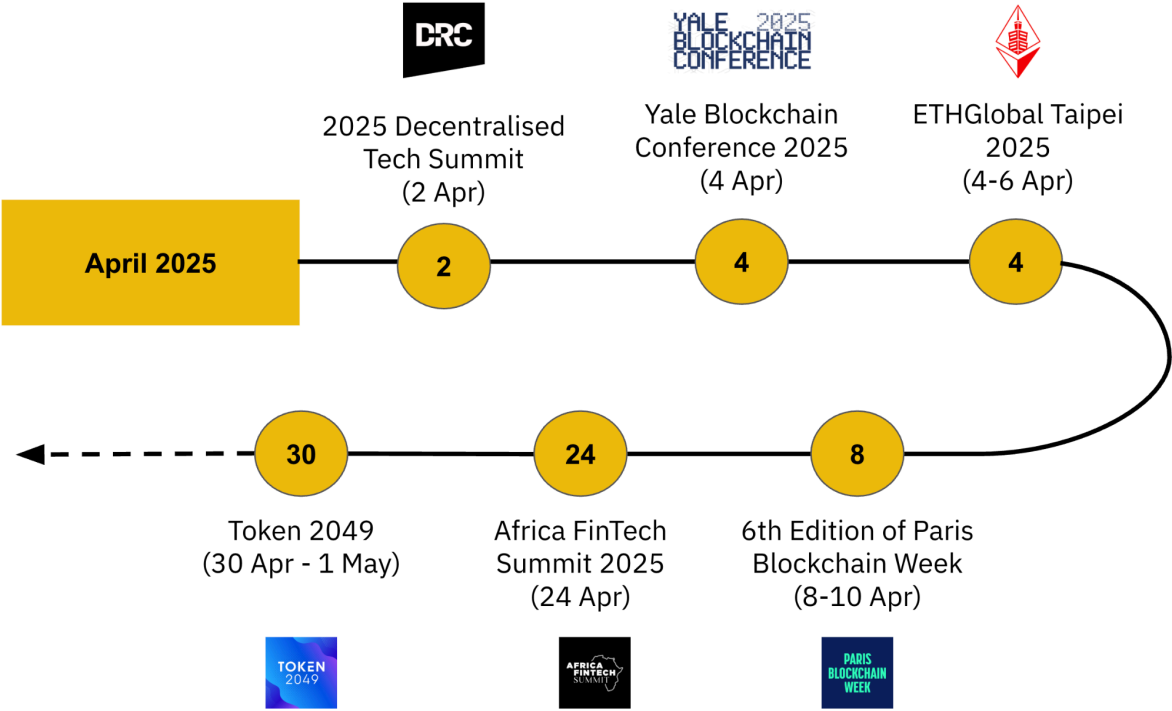 DRC
YALE 2025
BLOCKCHAIN
CONFERENCE
2025 Decentralised
Tech Summit
(2 Apr)
Yale Blockchain
Conference 2025
(4 Apr)
ETHGlobal Taipei
2025
(4-6 Apr)
April 2025
2
4
4
30
24
8
Token 2049
(30 Apr - 1 May)
Africa FinTech
Summit 2025
(24 Apr)
6th Edition of Paris
Blockchain Week
(8-10 Apr)
TOKEN
2049
AFRICA
FINTECH
SUMMIT
PARIS
BLOCKCHAIN
WEEK